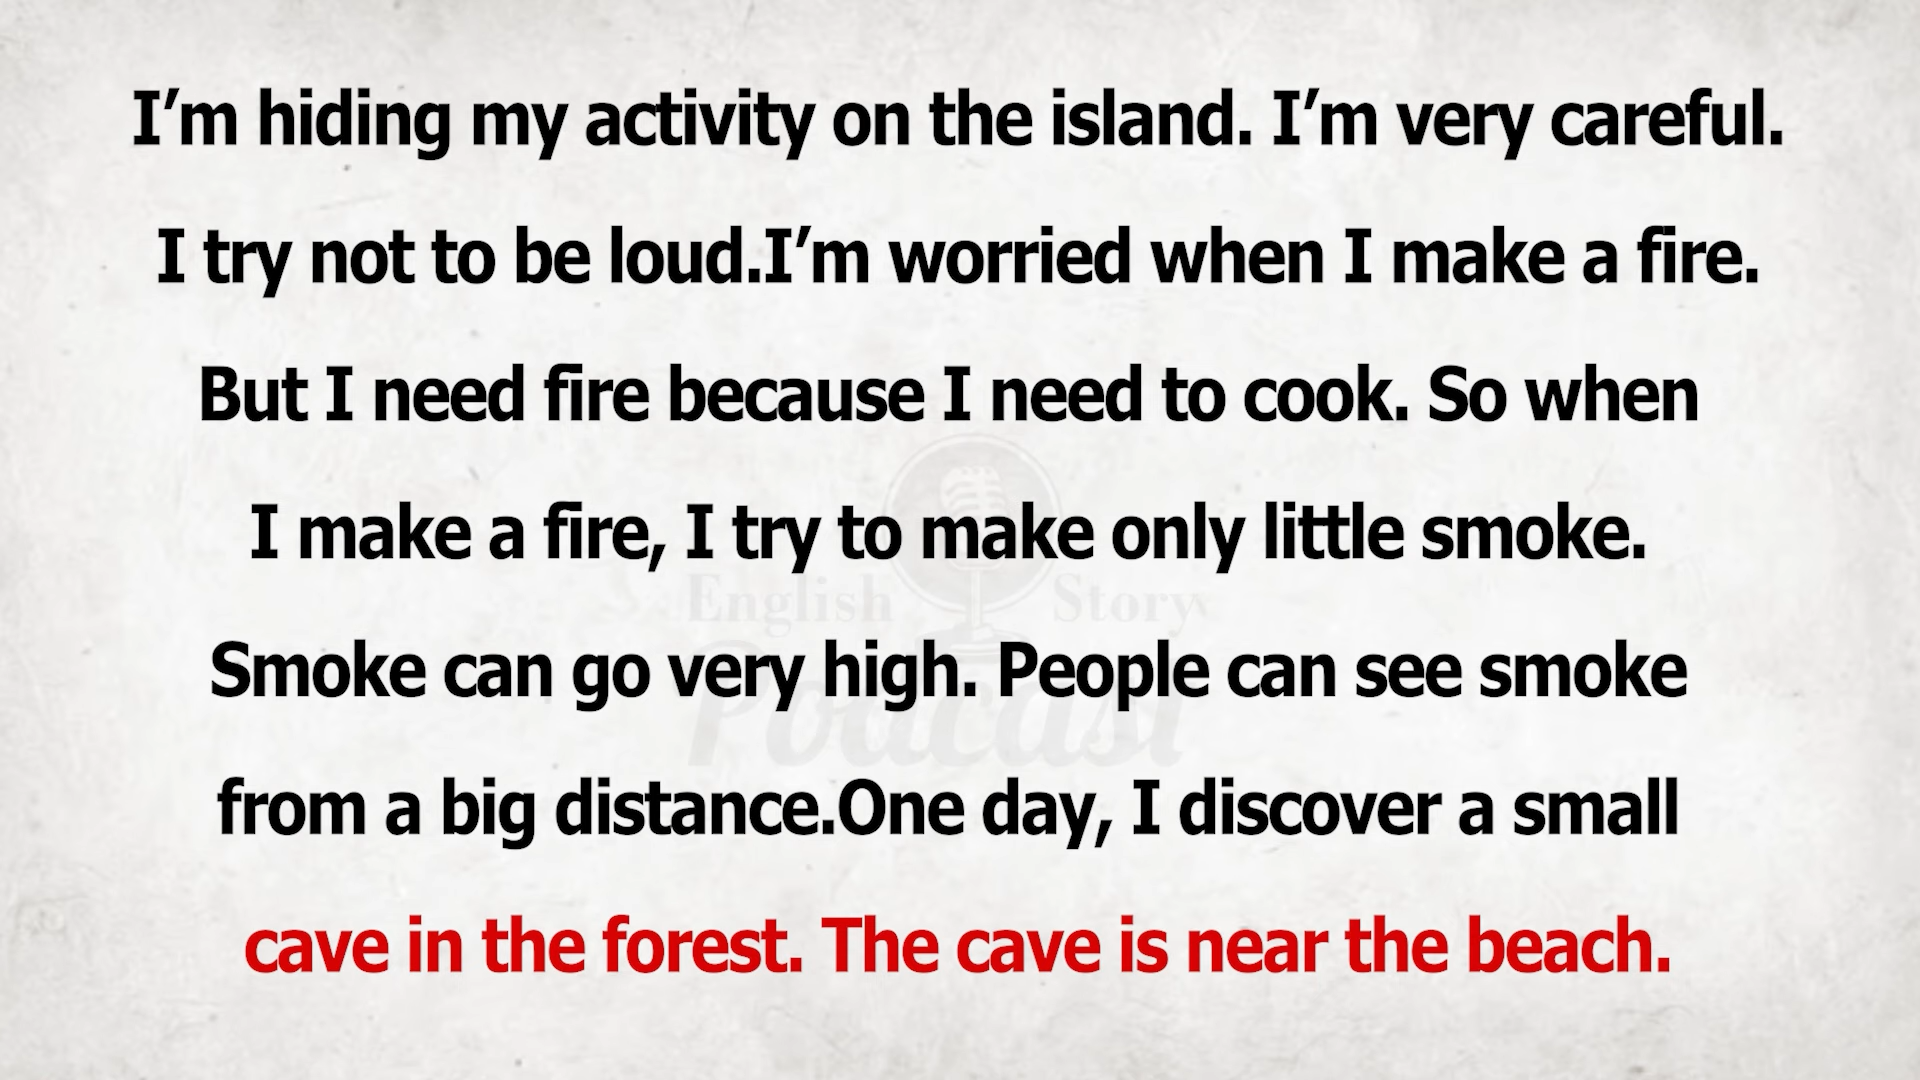 I’m hiding my activity on the island. I’m very careful.
I try not to be loud.I’m worried when I make a fire.
But I need fire because I need to cook. So when
I make a fire, I try to make only little smoke.
English Story
Smoke can go very high. People can see smoke
Podcast
from a big distance.One day, I discover a small
cave in the forest. The cave is near the beach.